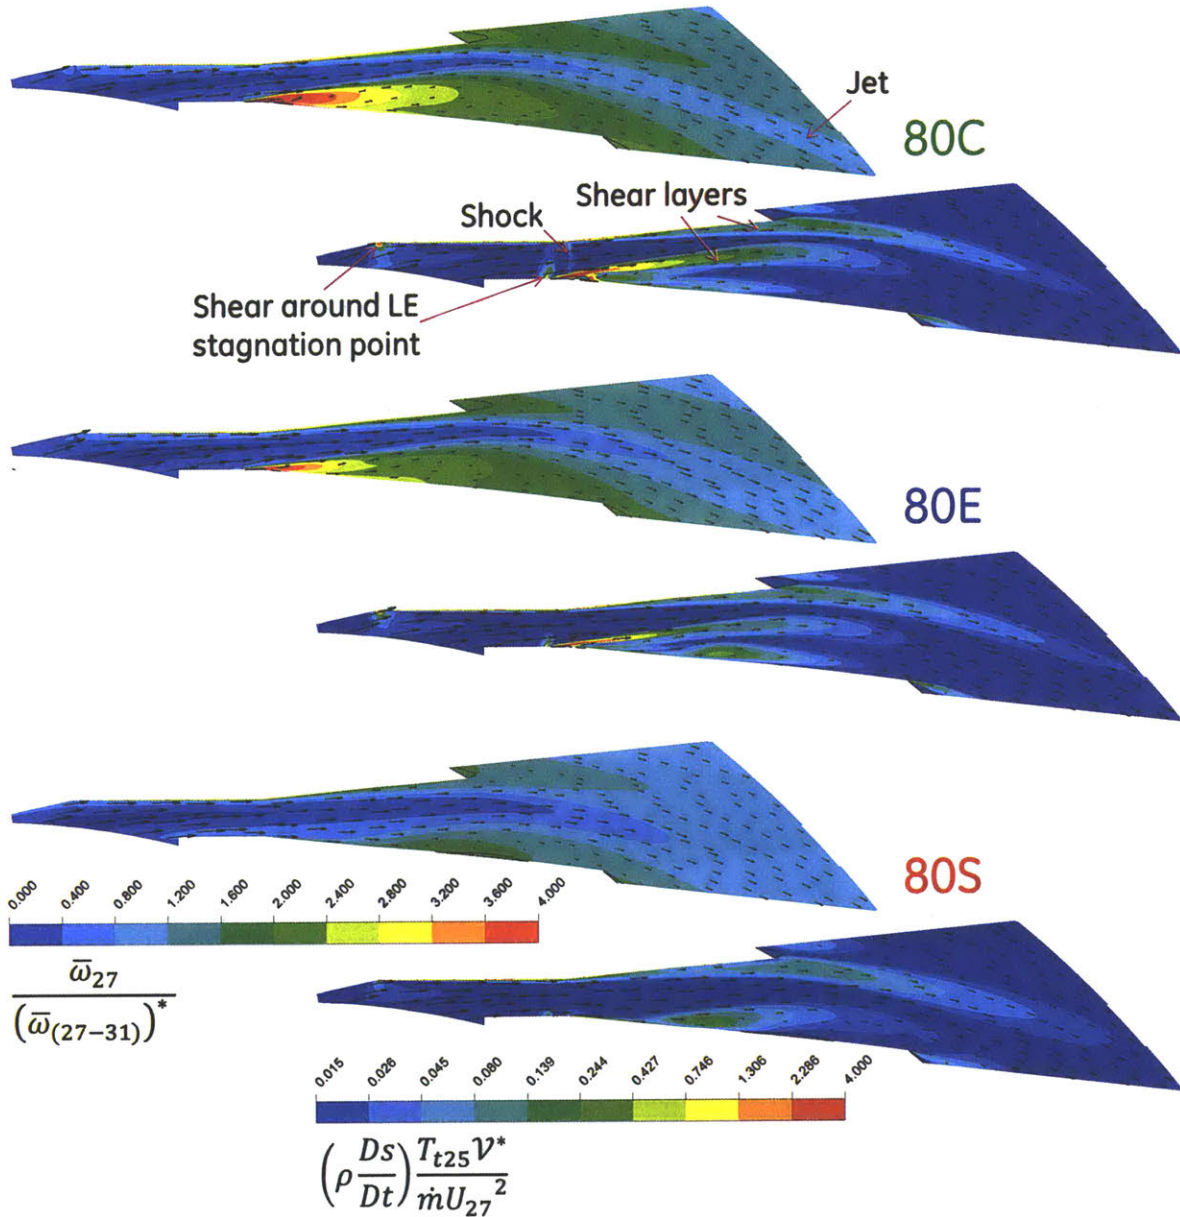 Jet
80C
Shear layers
Shock
Shear around LE
stagnation point
80E
80S
0.000 0.400 0.800 1.200 1.600 2.000 2.400 2.800 3.200 3.600 4.000
ω̅₂₇
(ω̅₍₂₇₋₃₁₎)*
0.015 0.026 0.045 0.080 0.139 0.244 0.427 0.746 1.306 2.286 4.000
(ρ Ds/Dt) T_{t25}𝒱*/ṁU₂₇²